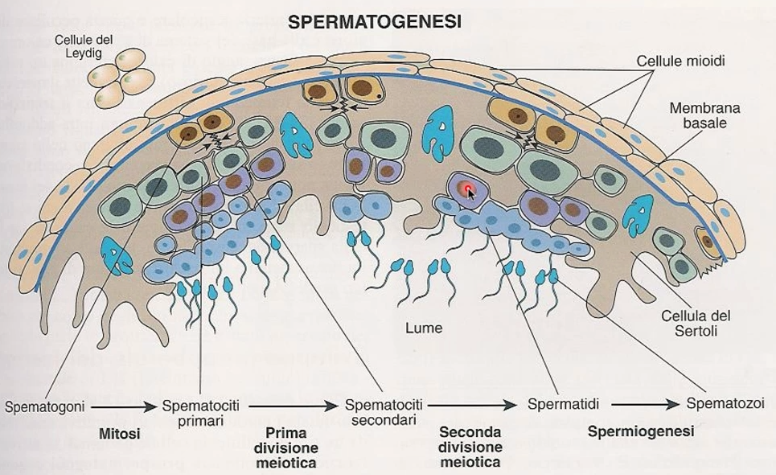 SPERMATOGENESI
Cellule del
Leydig
Cellule mioidi
Membrana
basale
Cellula del
Sertoli
Lume
Spematogoni
Mitosi
Spematociti
primari
Prima
divisione
meiotica
Spematociti
secondari
Seconda
divisione
meiotica
Spermatidi
Spermiogenesi
Spematozoi